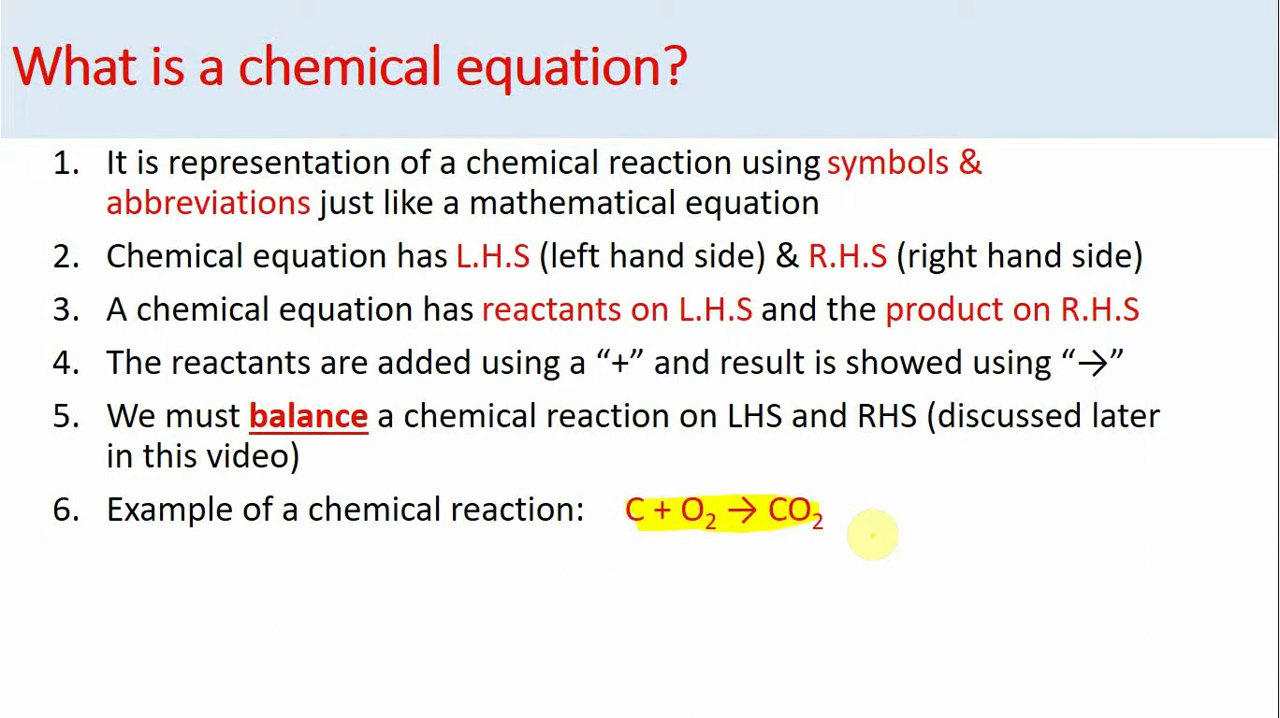 What is a chemical equation?
1. It is representation of a chemical reaction using symbols &
abbreviations just like a mathematical equation
2. Chemical equation has L.H.S (left hand side) & R.H.S (right hand side)
3. A chemical equation has reactants on L.H.S and the product on R.H.S
4. The reactants are added using a “+” and result is showed using “→”
5. We must balance a chemical reaction on LHS and RHS (discussed later
in this video)
6. Example of a chemical reaction: C + O₂ → CO₂